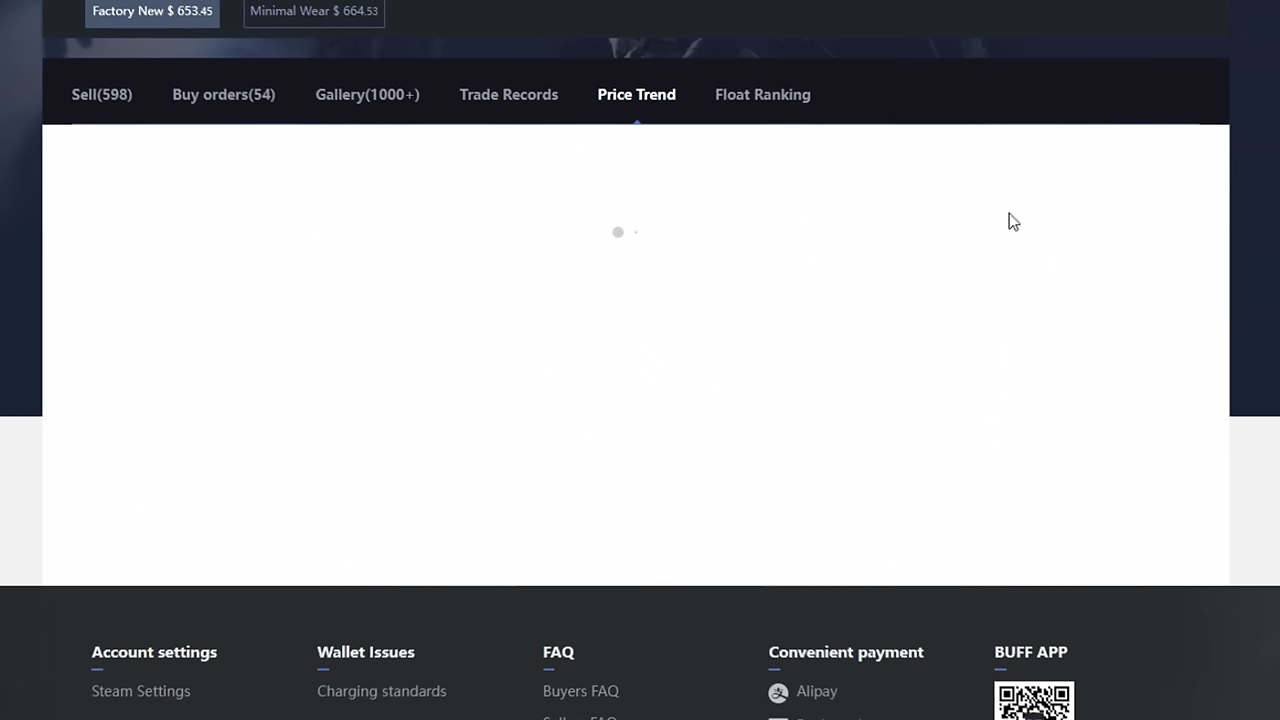 Factory New $ 653.45
Minimal Wear $ 664.53
Sell(598)
Buy orders(54)
Gallery(1000+)
Trade Records
Price Trend
Float Ranking
Account settings
Wallet Issues
FAQ
Convenient payment
BUFF APP
Steam Settings
Charging standards
Buyers FAQ
Alipay